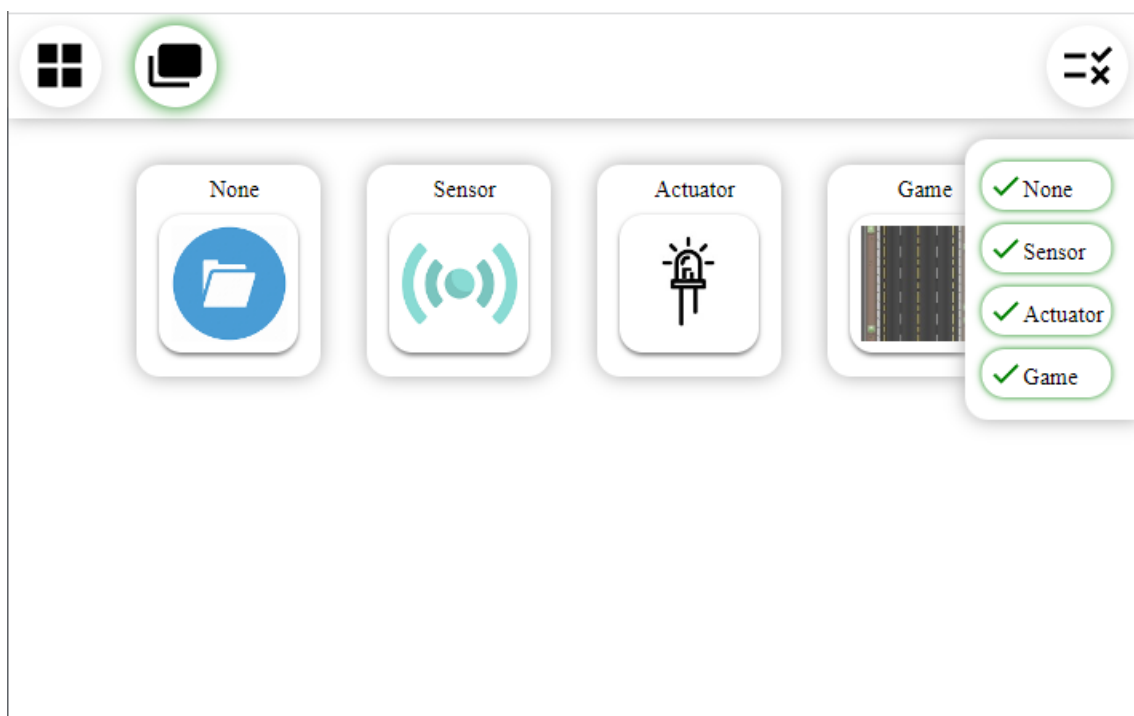 None
Sensor
Actuator
Game
None
Sensor
Actuator
Game